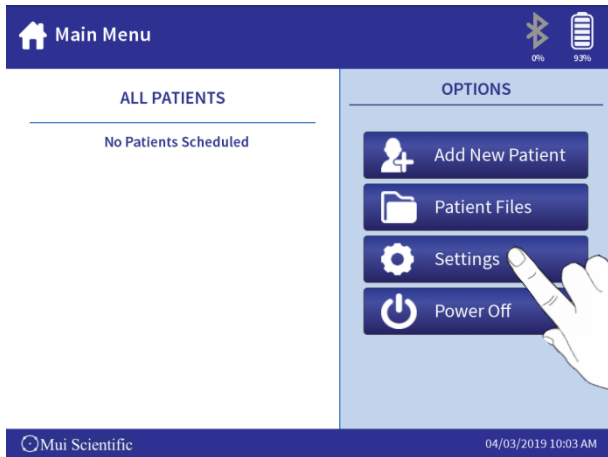 Main Menu
0%
93%
ALL PATIENTS
No Patients Scheduled
OPTIONS
Add New Patient
Patient Files
Settings
Power Off
Mui Scientific
04/03/2019 10:03 AM